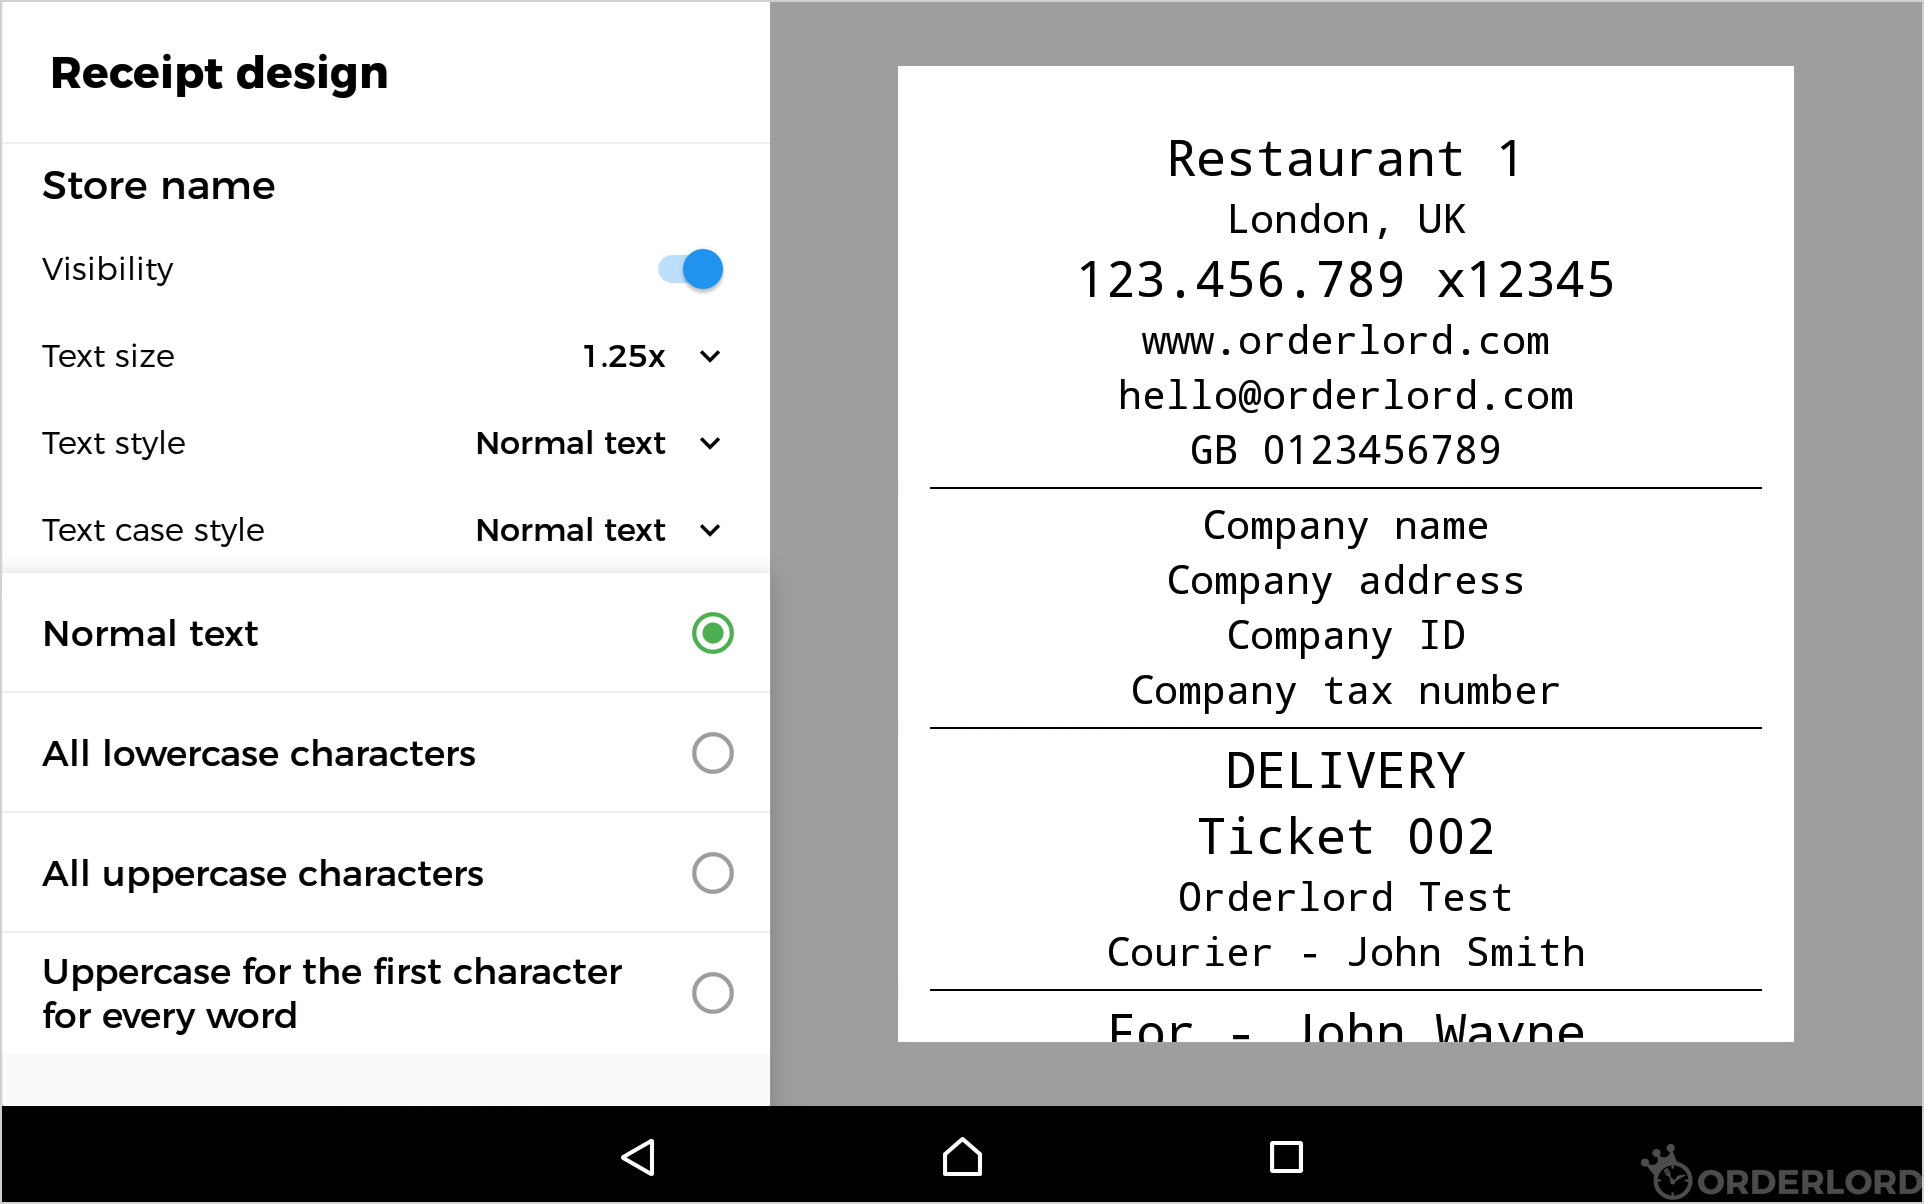 Receipt design
Store name
Visibility
Text size 1.25x
Text style Normal text
Text case style Normal text
Normal text
All lowercase characters
All uppercase characters
Uppercase for the first character
for every word
Restaurant 1
London, UK
123.456.789 x12345
www.orderlord.com
hello@orderlord.com
GB 0123456789
Company name
Company address
Company ID
Company tax number
DELIVERY
Ticket 002
Orderlord Test
Courier - John Smith
For - John Wayne
ORDERLORD